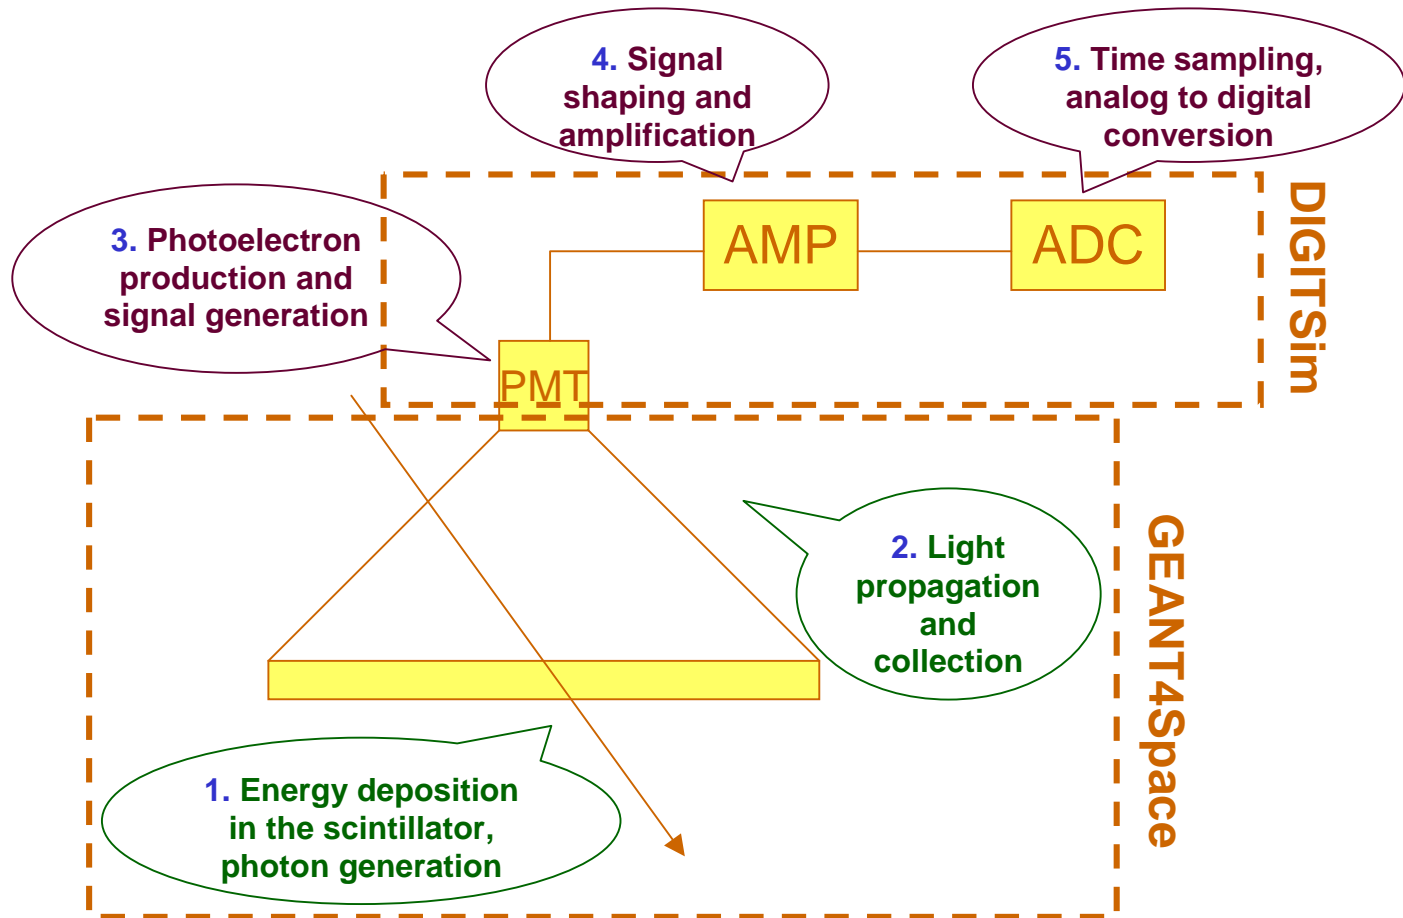 4. Signal
shaping and
amplification
5. Time sampling,
analog to digital
conversion
3. Photoelectron
production and
signal generation
AMP
ADC
DIGITSim
PMT
2. Light
propagation
and
collection
GEANT4Space
1. Energy deposition
in the scintillator,
photon generation